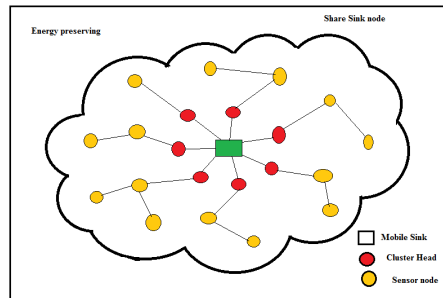 Share Sink node
Energy preserving
Mobile Sink
Cluster Head
Sensor node